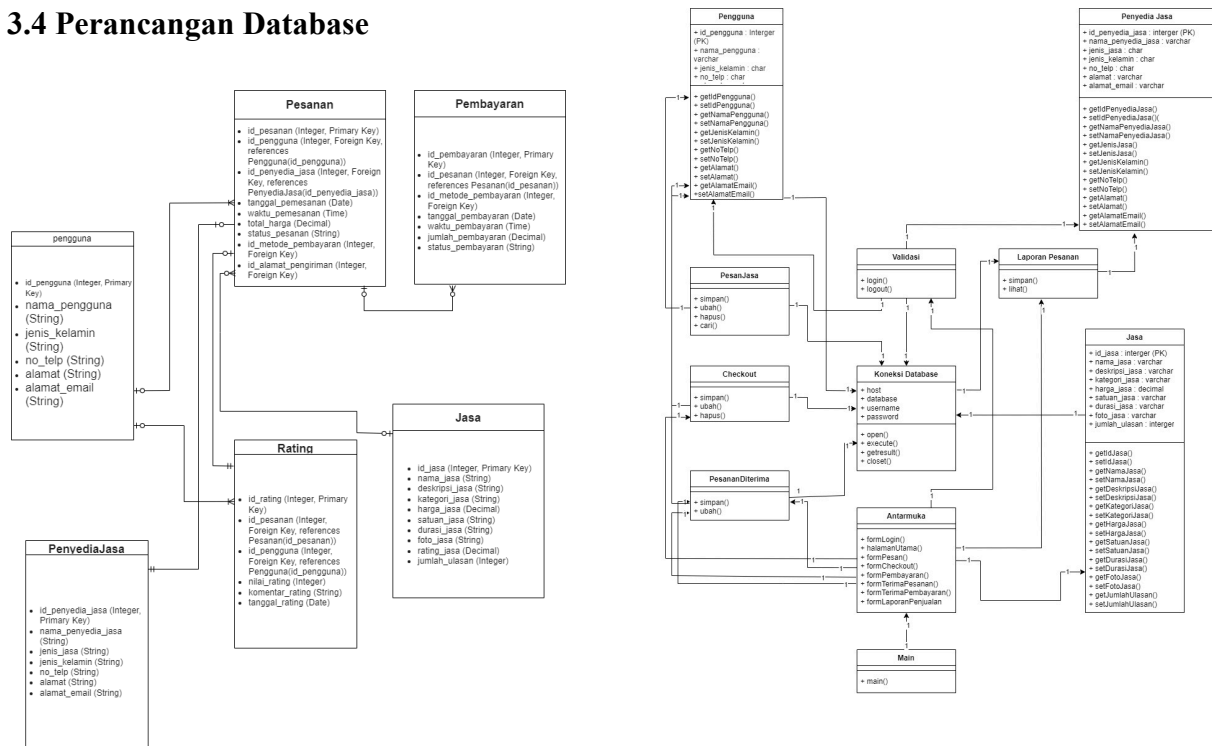 3.4 Perancangan Database
Pesanan
• id_pesanan (Integer, Primary Key)
• id_pengguna (Integer, Foreign Key,
references
Pengguna(id_pengguna))
• id_penyedia_jasa (Integer, Foreign
Key, references
PenyediaJasa(id_penyedia_jasa))
• tanggal_pemesanan (Date)
• waktu_pemesanan (Time)
• total_harga (Decimal)
• status_pesanan (String)
• id_metode_pembayaran (Integer,
Foreign Key)
• id_alamat_pengiriman (Integer,
Foreign Key)
Pembayaran
• id_pembayaran (Integer, Primary
Key)
• id_pesanan (Integer, Foreign Key,
references Pesanan(id_pesanan))
• id_metode_pembayaran (Integer,
Foreign Key)
• tanggal_pembayaran (Date)
• waktu_pembayaran (Time)
• jumlah_pembayaran (Decimal)
• status_pembayaran (String)
pengguna
• id_pengguna (Integer, Primary
Key)
• nama_pengguna
(String)
• jenis_kelamin
(String)
• no_telp (String)
• alamat (String)
• alamat_email
(String)
Jasa
• id_jasa (Integer, Primary Key)
• nama_jasa (String)
• deskripsi_jasa (String)
• kategori_jasa (String)
• harga_jasa (Decimal)
• satuan_jasa (String)
• durasi_jasa (String)
• foto_jasa (String)
• rating_jasa (Decimal)
• jumlah_ulasan (Integer)
Rating
• id_rating (Integer, Primary
Key)
• id_pesanan (Integer,
Foreign Key, references
Pesanan(id_pesanan))
• id_pengguna (Integer,
Foreign Key, references
Pengguna(id_pengguna))
• nilai_rating (Integer)
• komentar_rating (String)
• tanggal_rating (Date)
PenyediaJasa
• id_penyedia_jasa (Integer,
Primary Key)
• nama_penyedia_jasa
(String)
• jenis_jasa (String)
• jenis_kelamin (String)
• no_telp (String)
• alamat (String)
• alamat_email (String)
Pengguna
+ id_pengguna : Interger
(PK)
+ nama_pengguna :
varchar
+ jenis_kelamin : char
+ no_telp : char
+ getIdPengguna()
+ setIdPengguna()
+ getNamaPengguna()
+ setNamaPengguna()
+ getJenisKelamin()
+ setJenisKelamin()
+ getNoTelp()
+ setNoTelp()
+ getAlamat()
+ setAlamat()
+ getAlamatEmail()
+setAlamatEmail()
Penyedia Jasa
+ id_penyedia_jasa : interger (PK)
+ nama_penyedia_jasa : varchar
+ jenis_jasa : char
+ jenis_kelamin : char
+ no_telp : char
+ alamat : varchar
+ alamat_email : varchar
+ getIdPenyediaJasa()
+ setIdPenyediaJasa()(
+ getNamaPenyediaJasa()
+ setNamaPenyediaJasa()
+ getJenisJasa()
+ setJenisJasa()
+ getJenisKelamin()
+ setJenisKelamin()
+ getNoTelp()
+ setNoTelp()
+ getAlamat()
+ setAlamat()
+ getAlamatEmail()
+ setAlamatEmail()
PesanJasa
+ simpan()
+ ubah()
+ hapus()
+ cari()
Validasi
+ login()
+ logout()
Laporan Pesanan
+ simpan()
+ lihat()
Checkout
+ simpan()
+ ubah()
+ hapus()
Koneksi Database
+ host
+ database
+ username
+ password
+ open()
+ execute()
+ getresult()
+ closet()
Jasa
+ id_jasa : interger (PK)
+ nama_jasa : varchar
+ deskripsi_jasa : varchar
+ kategori_jasa : varchar
+ harga_jasa : decimal
+ satuan_jasa : varchar
+ durasi_jasa : varchar
+ foto_jasa : varchar
+ jumlah_ulasan : interger
+ getIdJasa()
+ setIdJasa()
+ getNamaJasa()
+ setNamaJasa()
+ getDeskripsiJasa()
+ setDeskripsiJasa()
+ getKategoriJasa()
+ setKategoriJasa()
+ getHargaJasa()
+ setHargaJasa()
+ getSatuanJasa()
+ setSatuanJasa()
+ getDurasiJasa()
+ setDurasiJasa()
+ getFotoJasa()
+ setFotoJasa()
+ getJumlahUlasan()
+ setJumlahUlasan()
PesananDiterima
+ simpan()
+ ubah()
Antarmuka
+ formLogin()
+ halamanUtama()
+ formPesan()
+ formCheckout()
+ formPembayaran()
+ formTerimaPesanan()
+ formTerimaPembayaran()
+ formLaporanPenjualan
Main
+ main()